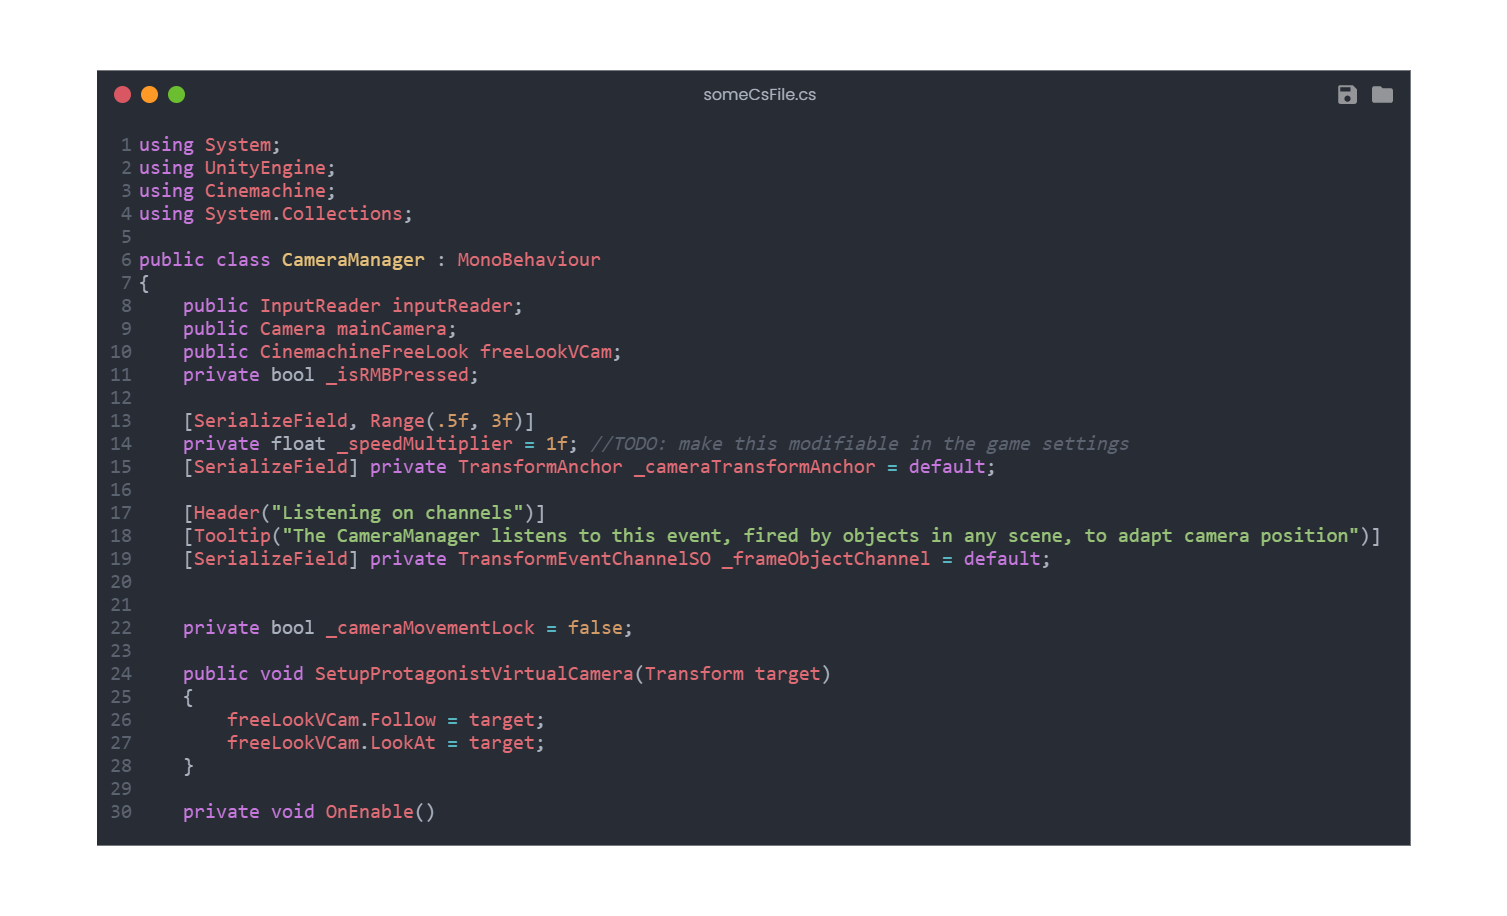 someCsFile.cs
1 using System;
2 using UnityEngine;
3 using Cinemachine;
4 using System.Collections;
5
6 public class CameraManager : MonoBehaviour
7 {
8     public InputReader inputReader;
9     public Camera mainCamera;
10     public CinemachineFreeLook freeLookVCam;
11     private bool _isRMBPressed;
12
13     [SerializeField, Range(.5f, 3f)]
14     private float _speedMultiplier = 1f; //TODO: make this modifiable in the game settings
15     [SerializeField] private TransformAnchor _cameraTransformAnchor = default;
16
17     [Header("Listening on channels")]
18     [Tooltip("The CameraManager listens to this event, fired by objects in any scene, to adapt camera position")]
19     [SerializeField] private TransformEventChannelSO _frameObjectChannel = default;
20
21
22     private bool _cameraMovementLock = false;
23
24     public void SetupProtagonistVirtualCamera(Transform target)
25     {
26         freeLookVCam.Follow = target;
27         freeLookVCam.LookAt = target;
28     }
29
30     private void OnEnable()